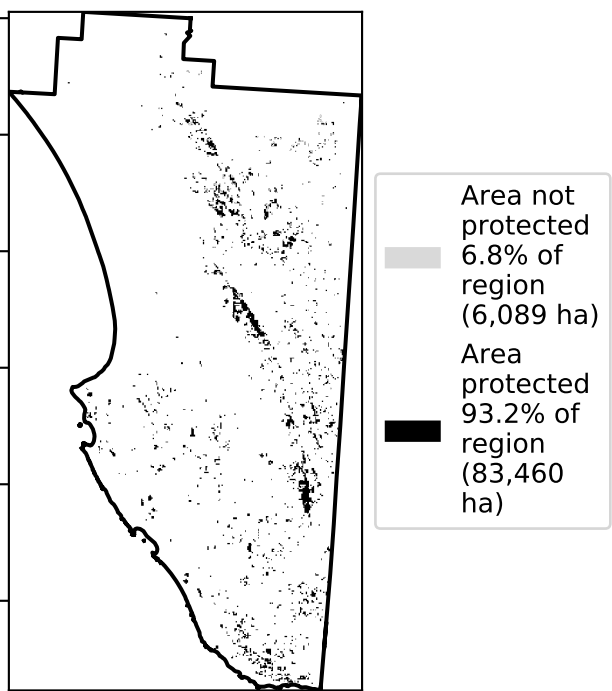 Area not
protected
6.8% of
region
(6,089 ha)
Area
protected
93.2% of
region
(83,460
ha)